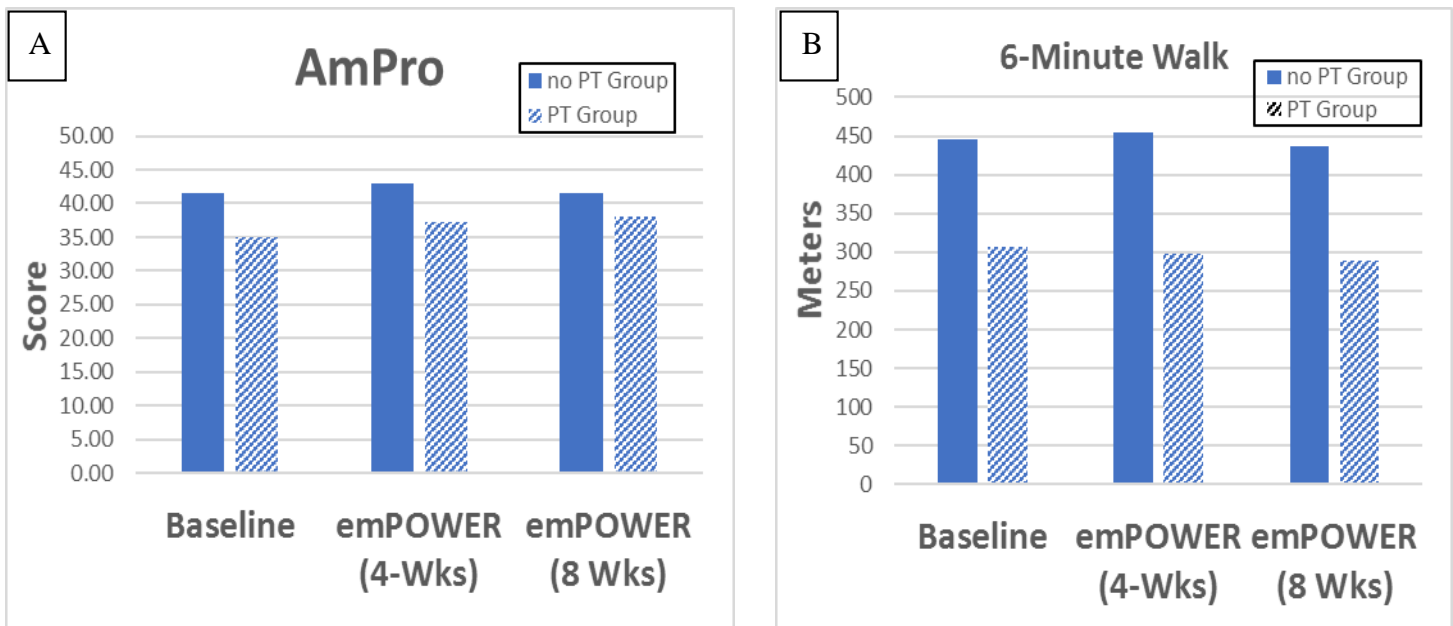 A
AmPro
no PT Group
PT Group
50.00
45.00
40.00
35.00
30.00
25.00
20.00
15.00
10.00
5.00
0.00
Score
Baseline
emPOWER
(4-Wks)
emPOWER
(8 Wks)
B
6-Minute Walk
no PT Group
PT Group
500
450
400
350
300
250
200
150
100
50
0
Meters
Baseline
emPOWER
(4-Wks)
emPOWER
(8 Wks)